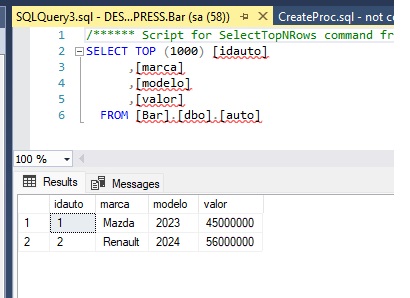 SQLQuery3.sql - DES...PRESS.Bar (sa (58))
CreateProc.sql - not co
1 /****** Script for SelectTopNRows command fr
2 SELECT TOP (1000) [idauto]
3 ,[marca]
4 ,[modelo]
5 ,[valor]
6 FROM [Bar].[dbo].[auto]
100 %
Results Messages
idauto marca modelo valor
1 1 Mazda 2023 45000000
2 2 Renault 2024 56000000